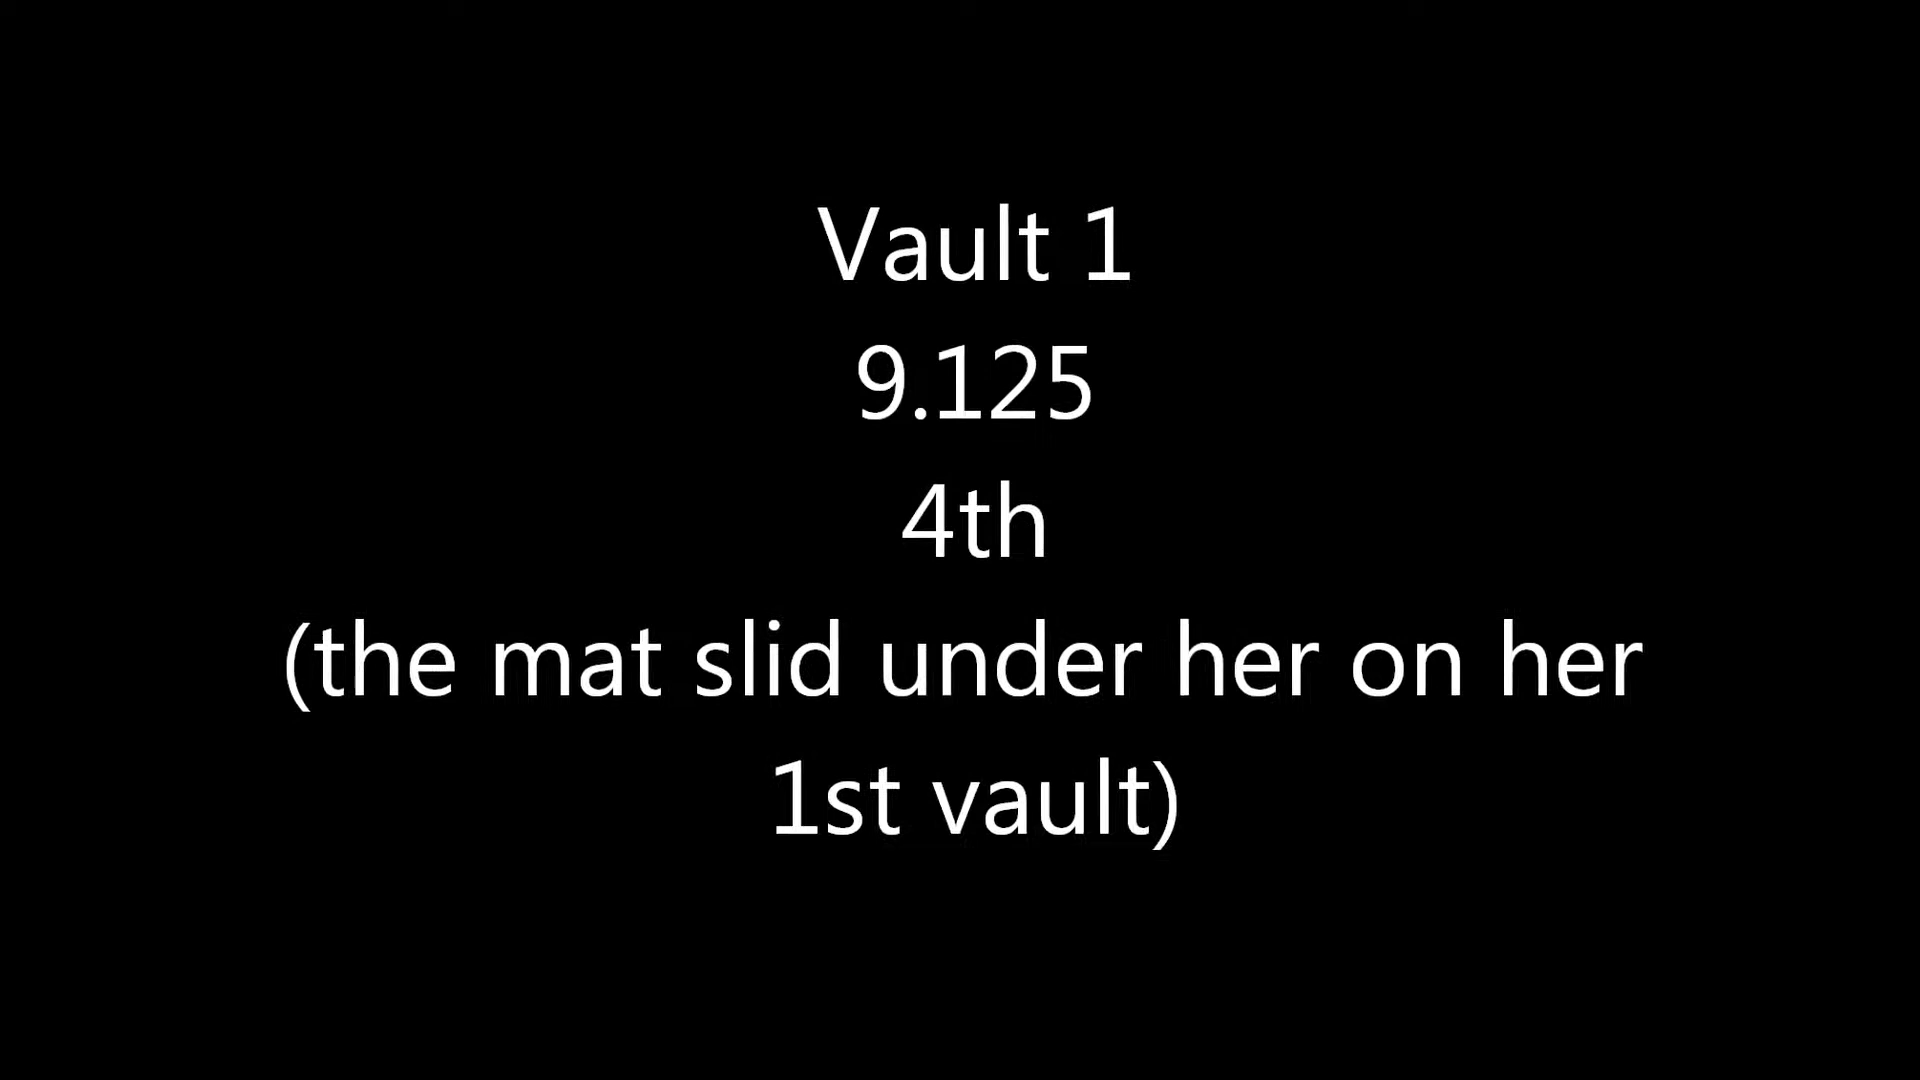 Vault 1
9.125
4th
(the mat slid under her on her
1st vault)